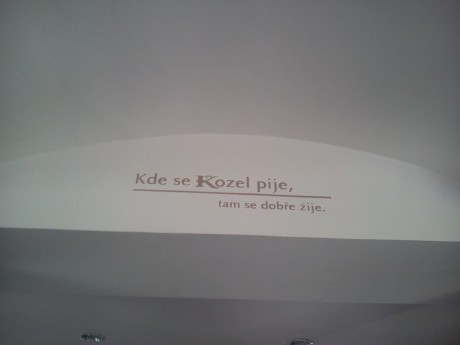 Kde se Kozel pije,
tam se dobře žije.